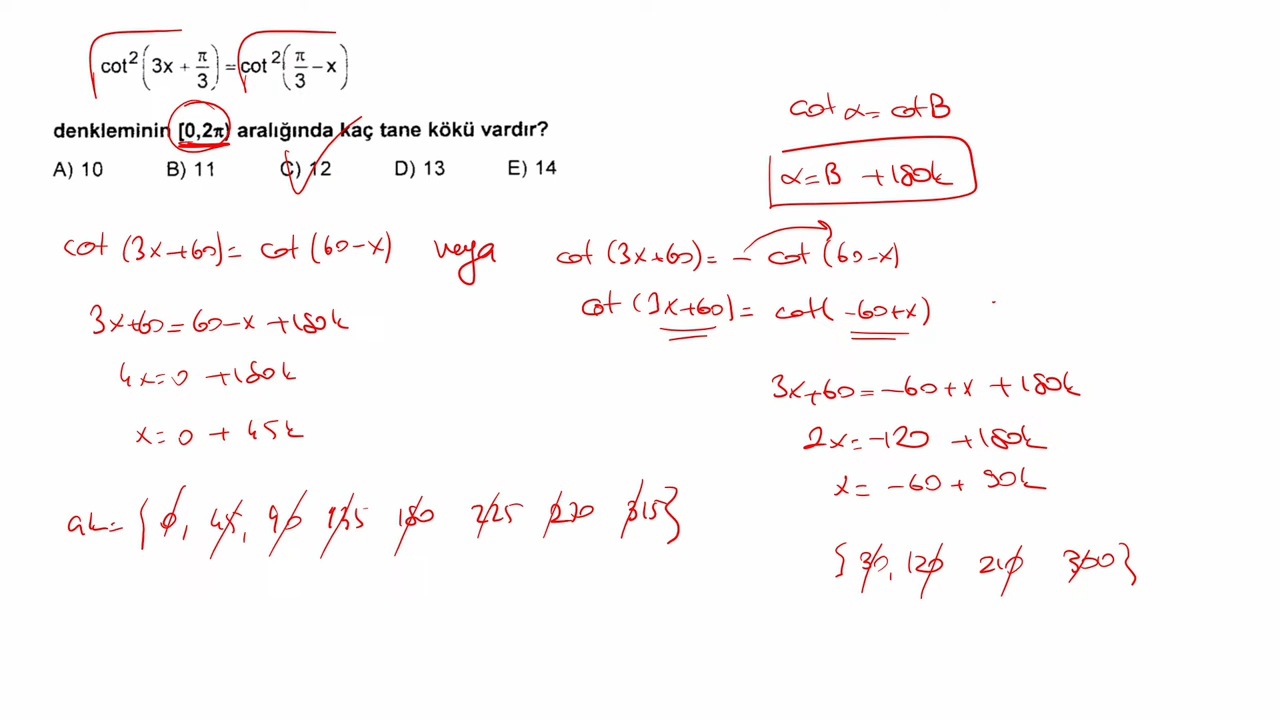 cot²(3x + π/3) = cot²(π/3 − x)
denkleminin [0,2π) aralığında kaç tane kökü vardır?
A) 10 B) 11 C) 12 D) 13 E) 14
cot α = cot B
α = B + 180k
cot (3x+60) = cot (60−x) veya cot (3x+60) = − cot (60−x)
cot (3x+60) = cot( −60+x)
3x+60 = 60−x +180k
4x = 0 +180k
x = 0 + 45k
3x+60 = −60+x +180k
2x = −120 +180k
x = −60 + 90k
{ 0, 45, 90 135 180 225 270 315}
{ 30, 120 210 300 }